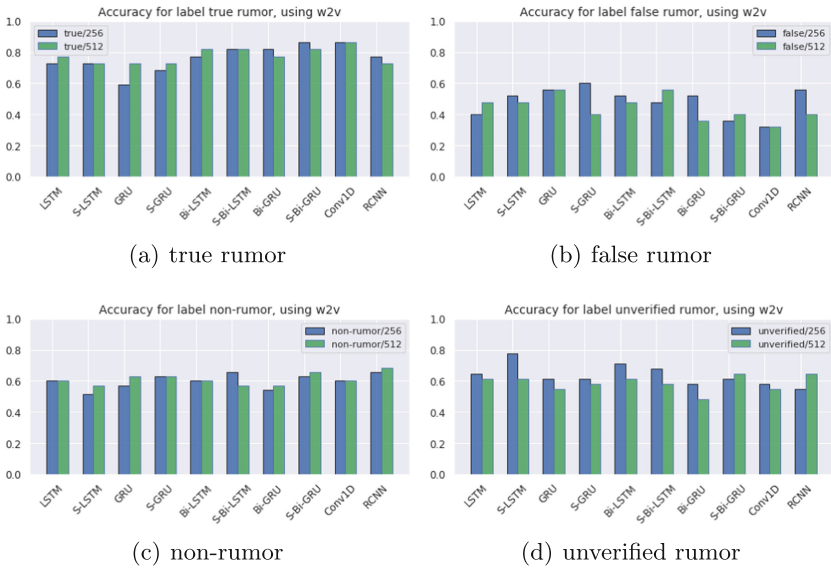 Accuracy for label true rumor, using w2v
1.0
0.8
0.6
0.4
0.2
0.0
true/256
true/512
LSTM
S-LSTM
GRU
S-GRU
Bi-LSTM
S-Bi-LSTM
Bi-GRU
S-Bi-GRU
Conv1D
RCNN
(a) true rumor
Accuracy for label false rumor, using w2v
1.0
0.8
0.6
0.4
0.2
0.0
false/256
false/512
LSTM
S-LSTM
GRU
S-GRU
Bi-LSTM
S-Bi-LSTM
Bi-GRU
S-Bi-GRU
Conv1D
RCNN
(b) false rumor
Accuracy for label non-rumor, using w2v
1.0
0.8
0.6
0.4
0.2
0.0
non-rumor/256
non-rumor/512
LSTM
S-LSTM
GRU
S-GRU
Bi-LSTM
S-Bi-LSTM
Bi-GRU
S-Bi-GRU
Conv1D
RCNN
(c) non-rumor
Accuracy for label unverified rumor, using w2v
1.0
0.8
0.6
0.4
0.2
0.0
unverified/256
unverified/512
LSTM
S-LSTM
GRU
S-GRU
Bi-LSTM
S-Bi-LSTM
Bi-GRU
S-Bi-GRU
Conv1D
RCNN
(d) unverified rumor